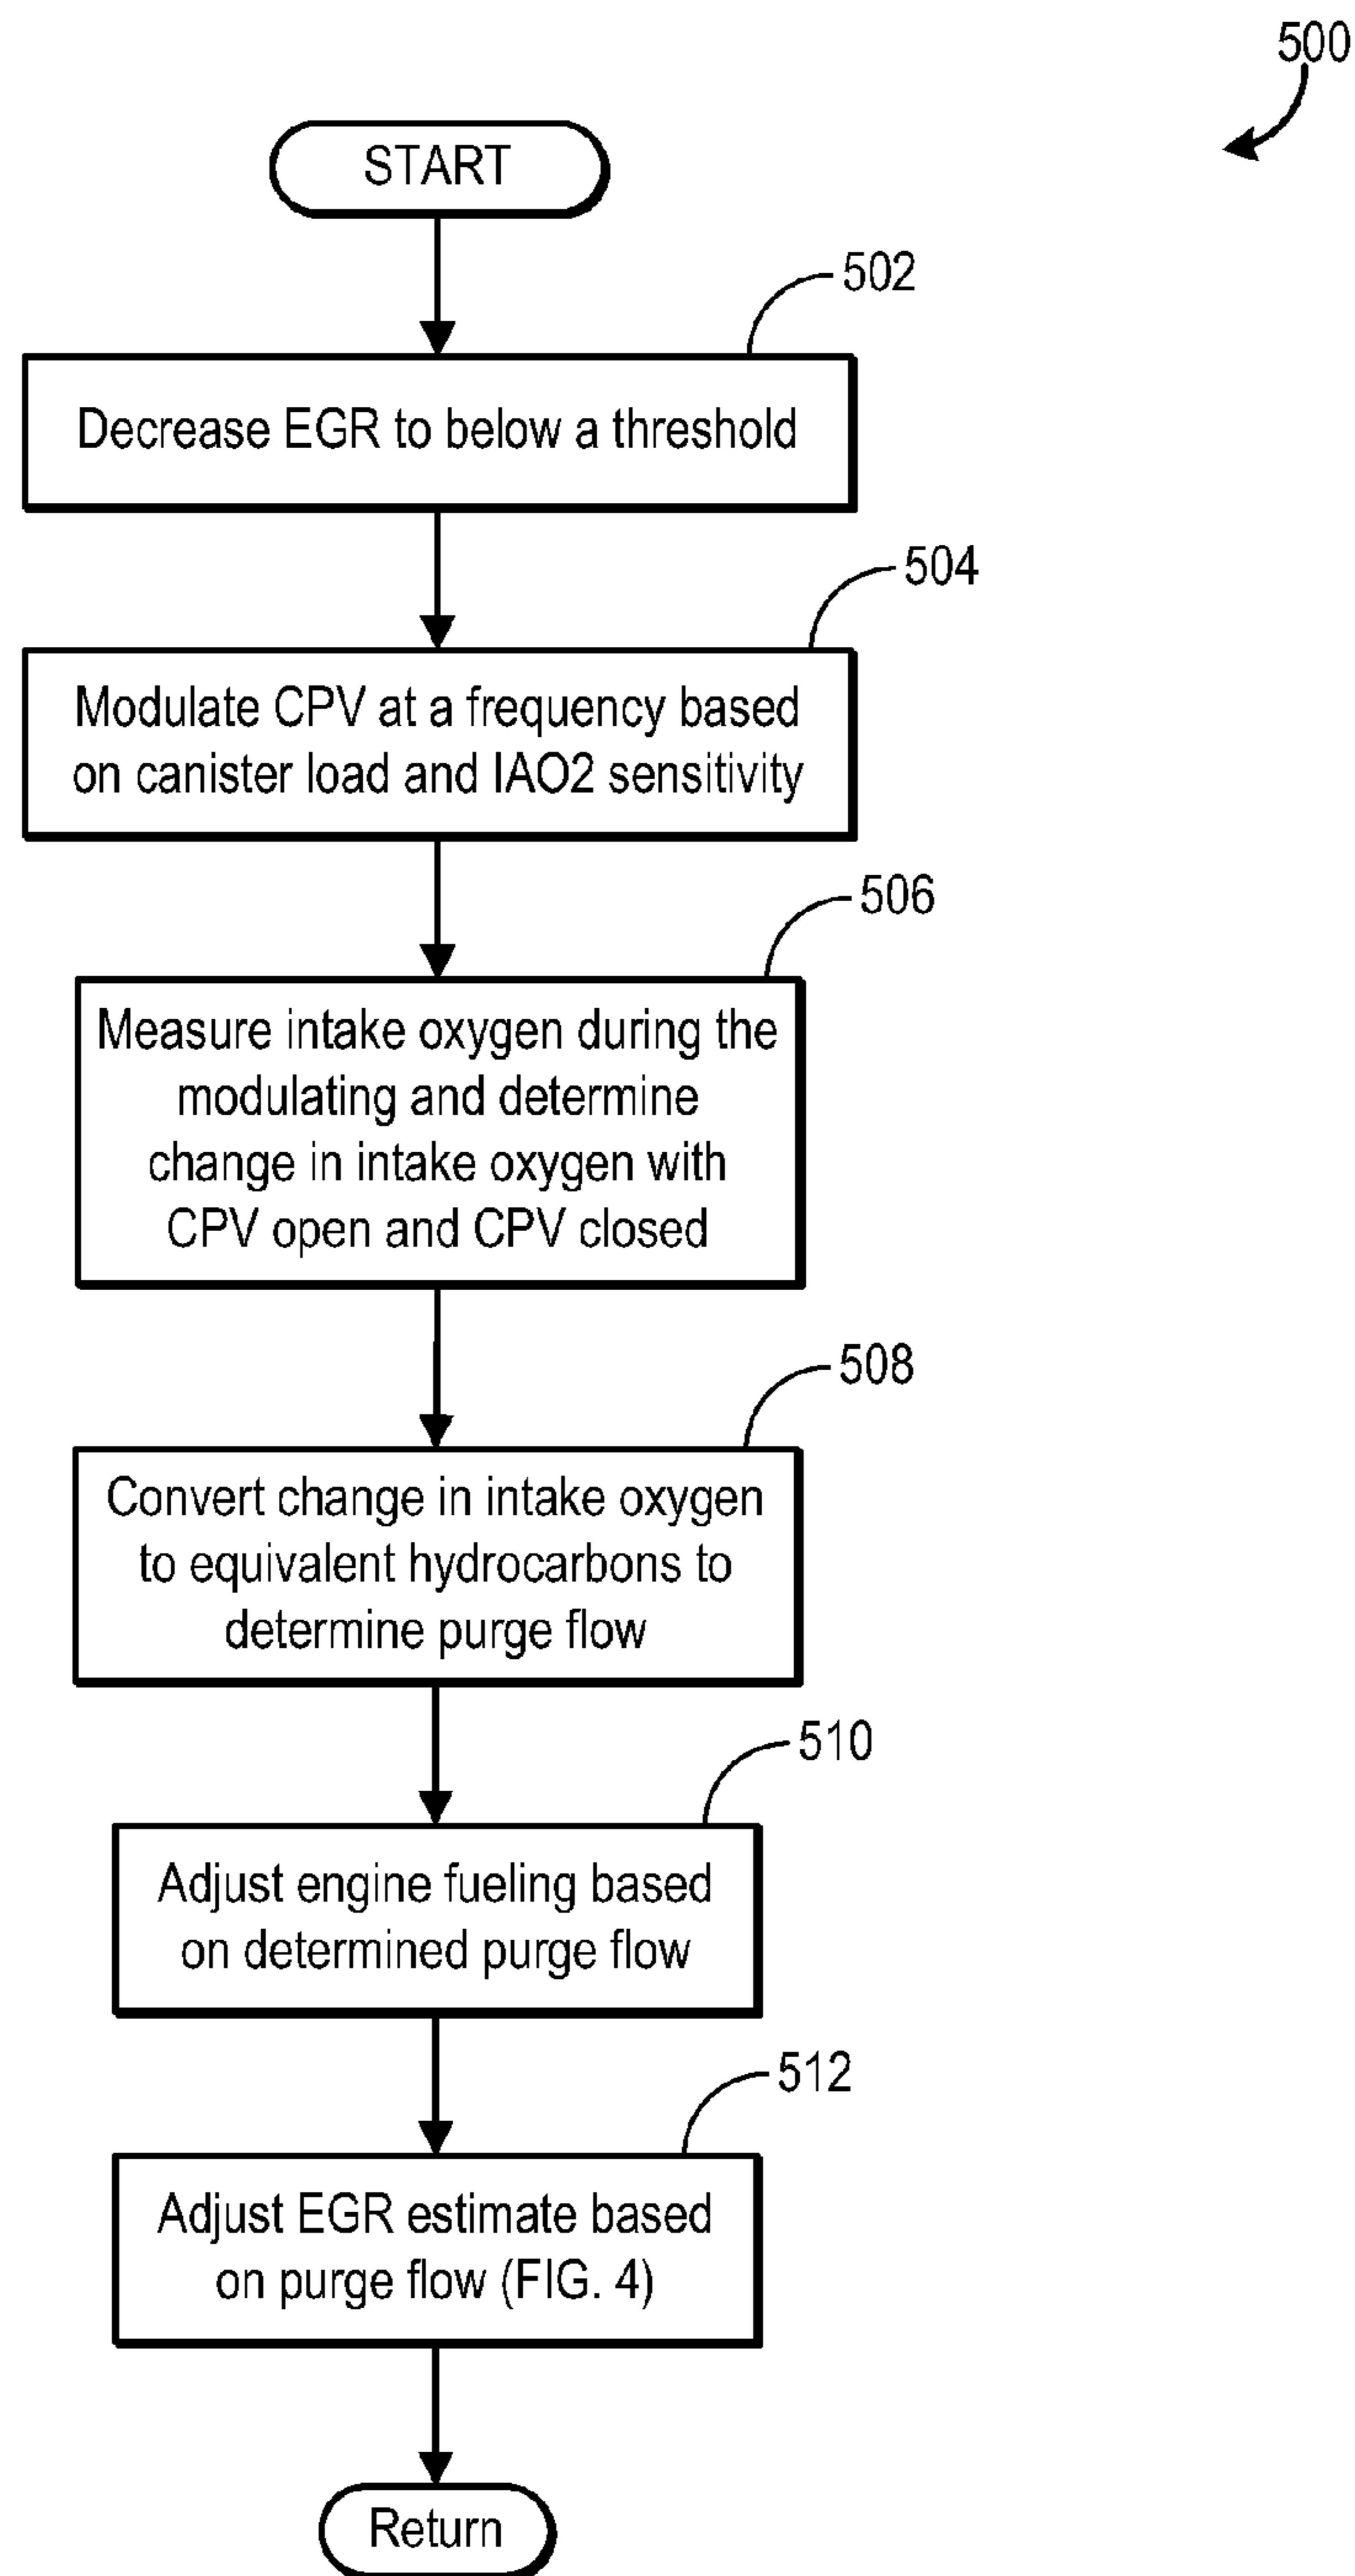 500
START
502
Decrease EGR to below a threshold
504
Modulate CPV at a frequency based
on canister load and IAO2 sensitivity
506
Measure intake oxygen during the
modulating and determine
change in intake oxygen with
CPV open and CPV closed
508
Convert change in intake oxygen
to equivalent hydrocarbons to
determine purge flow
510
Adjust engine fueling based
on determined purge flow
512
Adjust EGR estimate based
on purge flow (FIG. 4)
Return